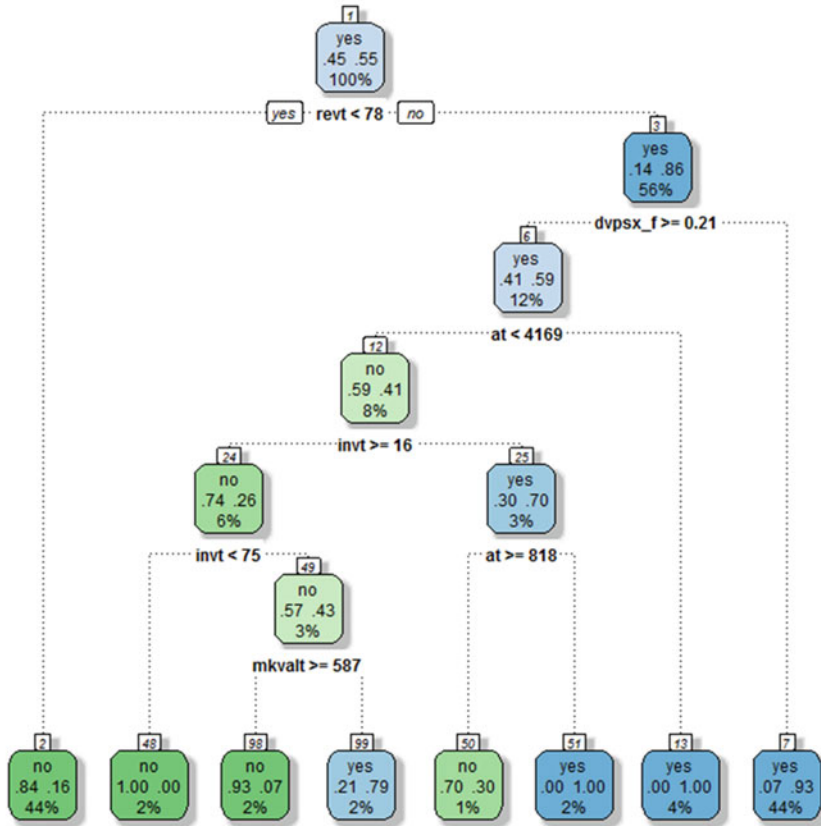 1
yes
.45 .55
100%
yes revt < 78 no
3
yes
.14 .86
56%
dvpsx_f >= 0.21
6
yes
.41 .59
12%
at < 4169
12
no
.59 .41
8%
invt >= 16
24
no
.74 .26
6%
25
yes
.30 .70
3%
invt < 75
at >= 818
49
no
.57 .43
3%
mkvalt >= 587
2
no
.84 .16
44%
48
no
1.00 .00
2%
98
no
.93 .07
2%
99
yes
.21 .79
2%
50
no
.70 .30
1%
51
yes
.00 1.00
2%
13
yes
.00 1.00
4%
7
yes
.07 .93
44%